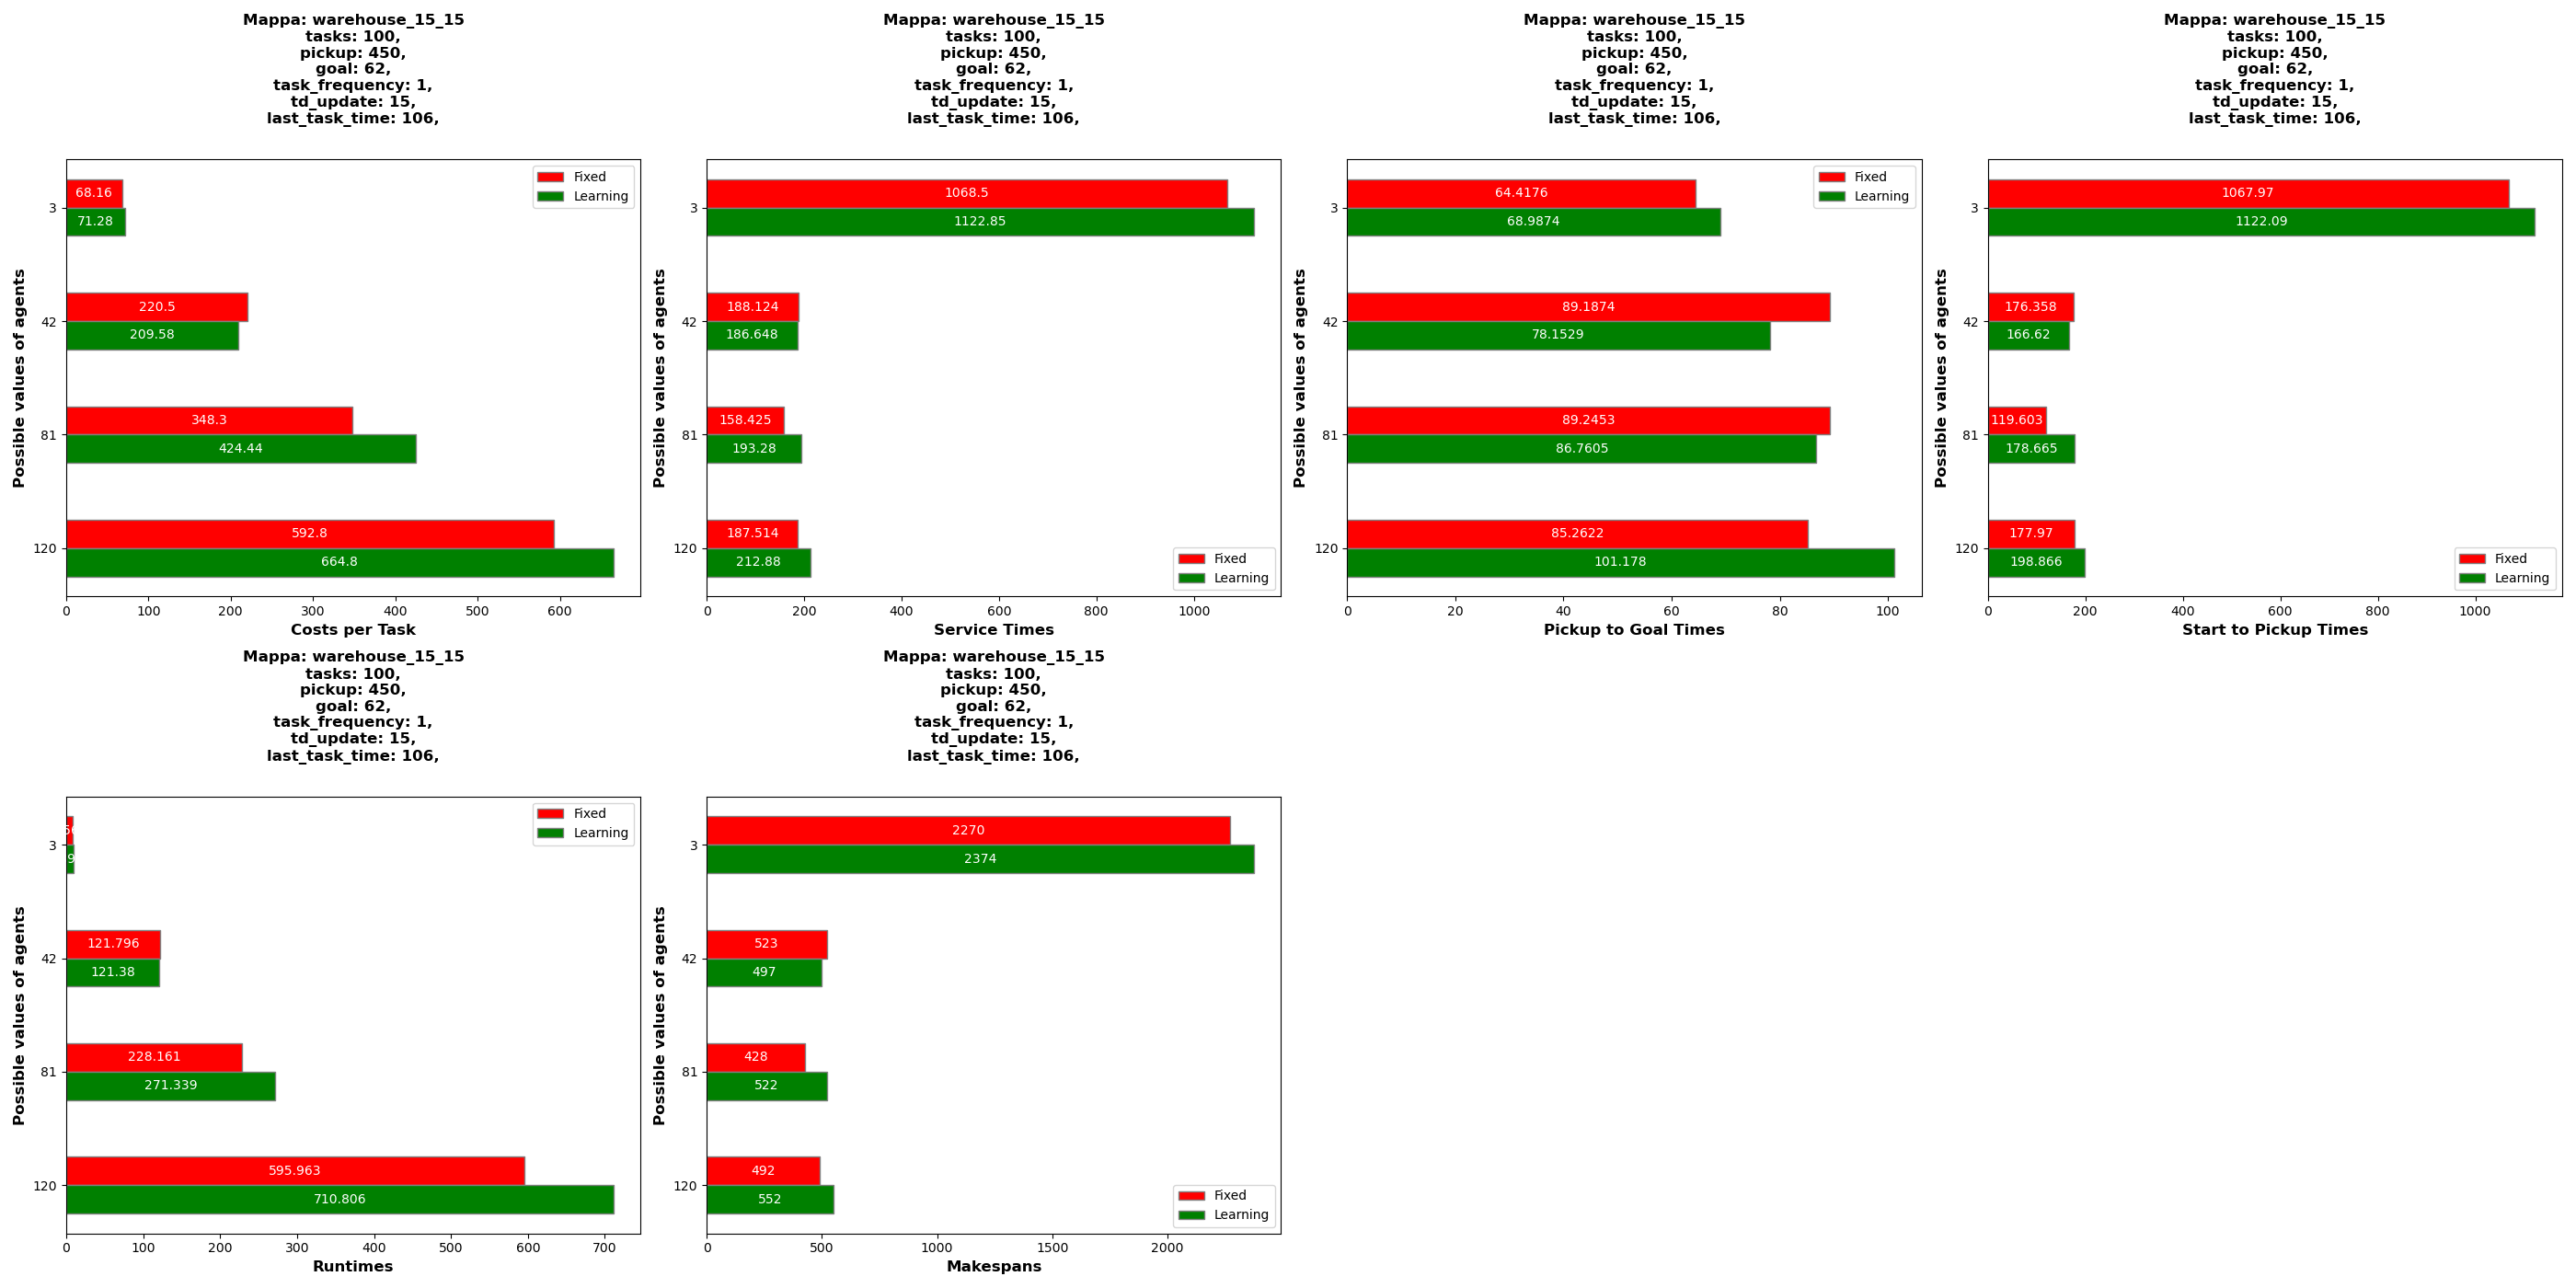 Mappa: warehouse_15_15
tasks: 100,
pickup: 450,
goal: 62,
task_frequency: 1,
td_update: 15,
last_task_time: 106,
Fixed
Learning
Possible values of agents
3
42
81
120
68.16
71.28
220.5
209.58
348.3
424.44
592.8
664.8
0 100 200 300 400 500 600
Costs per Task
Mappa: warehouse_15_15
tasks: 100,
pickup: 450,
goal: 62,
task_frequency: 1,
td_update: 15,
last_task_time: 106,
Possible values of agents
3
42
81
120
1068.5
1122.85
188.124
186.648
158.425
193.28
187.514
212.88
Fixed
Learning
0 200 400 600 800 1000
Service Times
Mappa: warehouse_15_15
tasks: 100,
pickup: 450,
goal: 62,
task_frequency: 1,
td_update: 15,
last_task_time: 106,
Fixed
Learning
Possible values of agents
3
42
81
120
64.4176
68.9874
89.1874
78.1529
89.2453
86.7605
85.2622
101.178
0 20 40 60 80 100
Pickup to Goal Times
Mappa: warehouse_15_15
tasks: 100,
pickup: 450,
goal: 62,
task_frequency: 1,
td_update: 15,
last_task_time: 106,
Possible values of agents
3
42
81
120
1067.97
1122.09
176.358
166.62
119.603
178.665
177.97
198.866
Fixed
Learning
0 200 400 600 800 1000
Start to Pickup Times
Mappa: warehouse_15_15
tasks: 100,
pickup: 450,
goal: 62,
task_frequency: 1,
td_update: 15,
last_task_time: 106,
Fixed
Learning
Possible values of agents
3
42
81
120
121.796
121.38
228.161
271.339
595.963
710.806
0 100 200 300 400 500 600 700
Runtimes
Mappa: warehouse_15_15
tasks: 100,
pickup: 450,
goal: 62,
task_frequency: 1,
td_update: 15,
last_task_time: 106,
Possible values of agents
3
42
81
120
2270
2374
523
497
428
522
492
552
Fixed
Learning
0 500 1000 1500 2000
Makespans